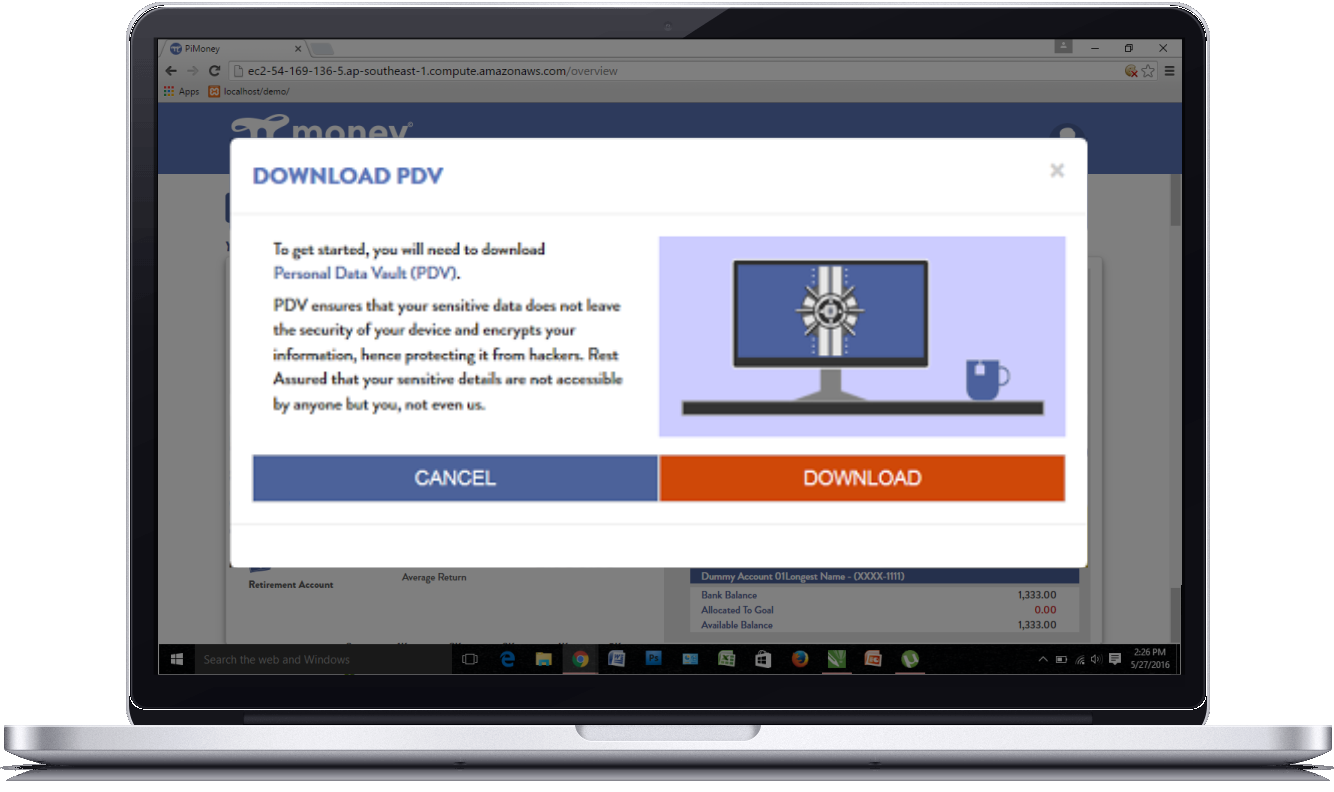 PiMoney
ec2-54-169-136-5.ap-southeast-1.compute.amazonaws.com/overview
Apps localhost/demo/
money
DOWNLOAD PDV
×
To get started, you will need to download
Personal Data Vault (PDV).
PDV ensures that your sensitive data does not leave
the security of your device and encrypts your
information, hence protecting it from hackers. Rest
Assured that your sensitive details are not accessible
by anyone but you, not even us.
CANCEL
DOWNLOAD
Retirement Account
Average Return
Dummy Account 01Longest Name - (XXXX-1111)
Bank Balance 1,333.00
Allocated To Goal 0.00
Available Balance 1,333.00
Search the web and Windows
2:26 PM
5/27/2016